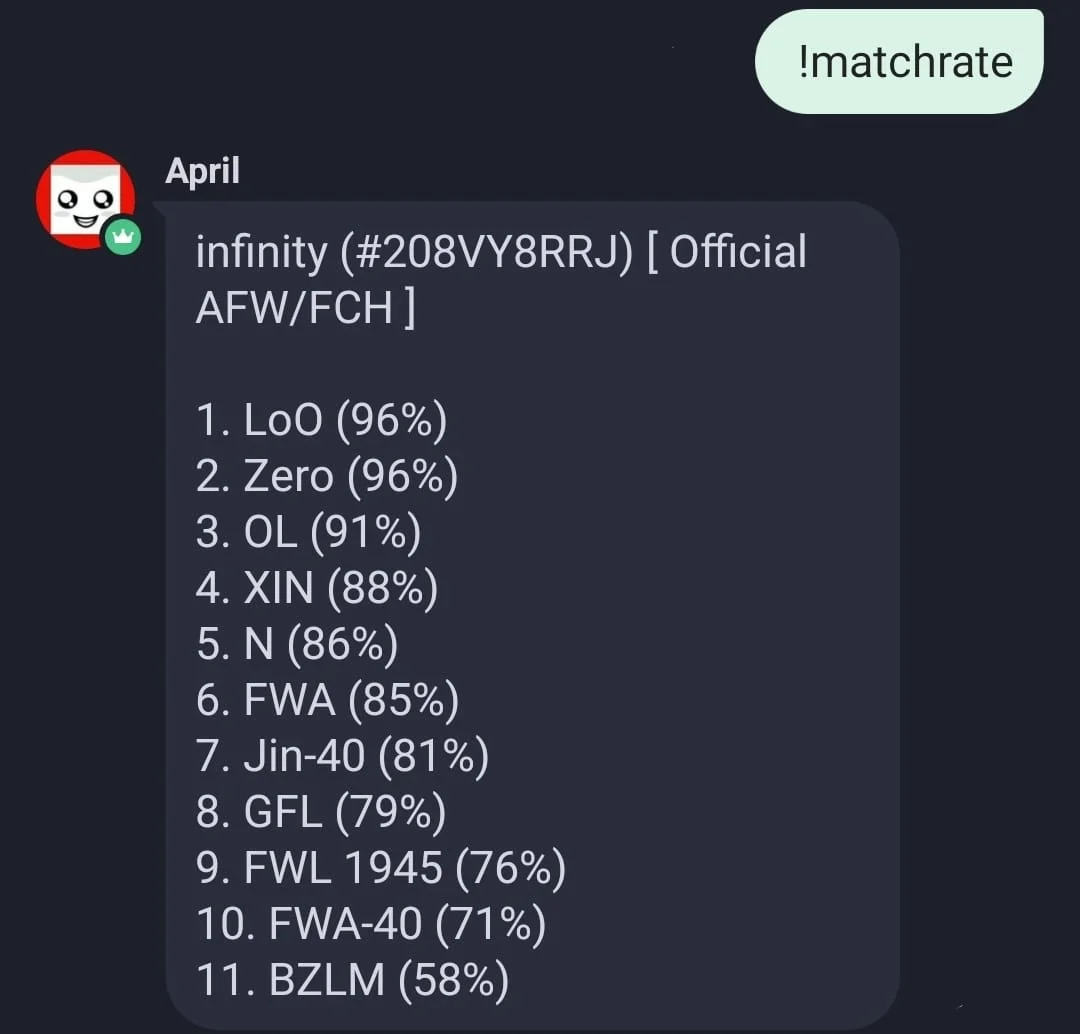 !matchrate
April
infinity (#208VY8RRJ) [ Official
AFW/FCH ]
1. LoO (96%)
2. Zero (96%)
3. OL (91%)
4. XIN (88%)
5. N (86%)
6. FWA (85%)
7. Jin-40 (81%)
8. GFL (79%)
9. FWL 1945 (76%)
10. FWA-40 (71%)
11. BZLM (58%)